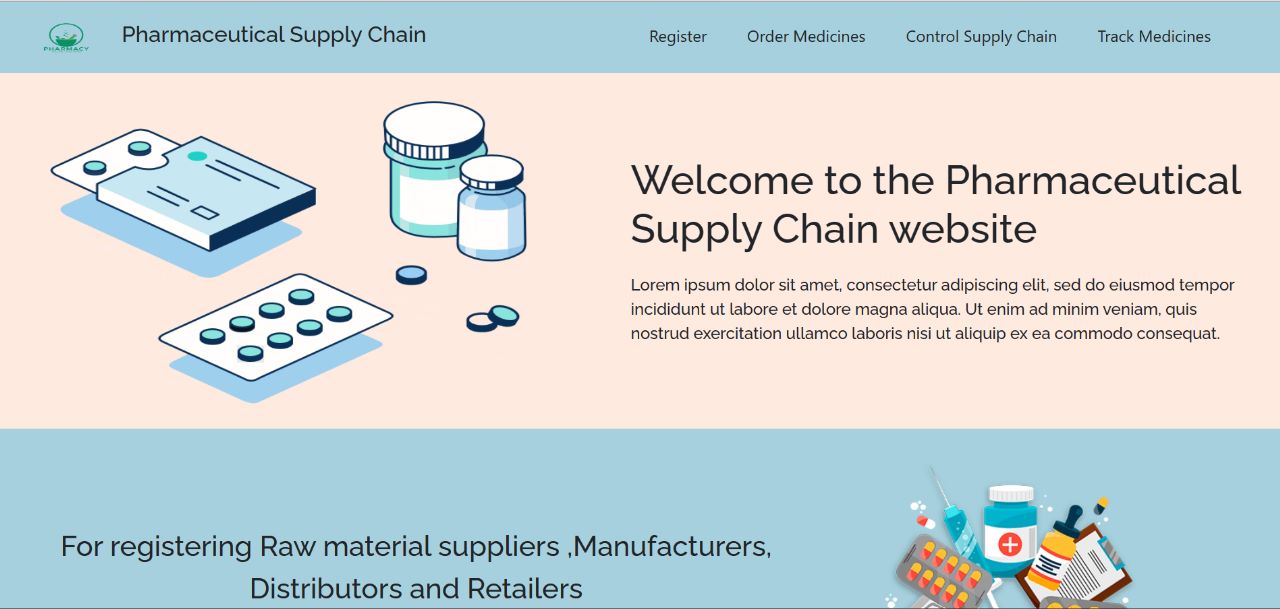 PHARMACY
Pharmaceutical Supply Chain
Register
Order Medicines
Control Supply Chain
Track Medicines
Welcome to the Pharmaceutical
Supply Chain website
Lorem ipsum dolor sit amet, consectetur adipiscing elit, sed do eiusmod tempor
incididunt ut labore et dolore magna aliqua. Ut enim ad minim veniam, quis
nostrud exercitation ullamco laboris nisi ut aliquip ex ea commodo consequat.
For registering Raw material suppliers ,Manufacturers,
Distributors and Retailers